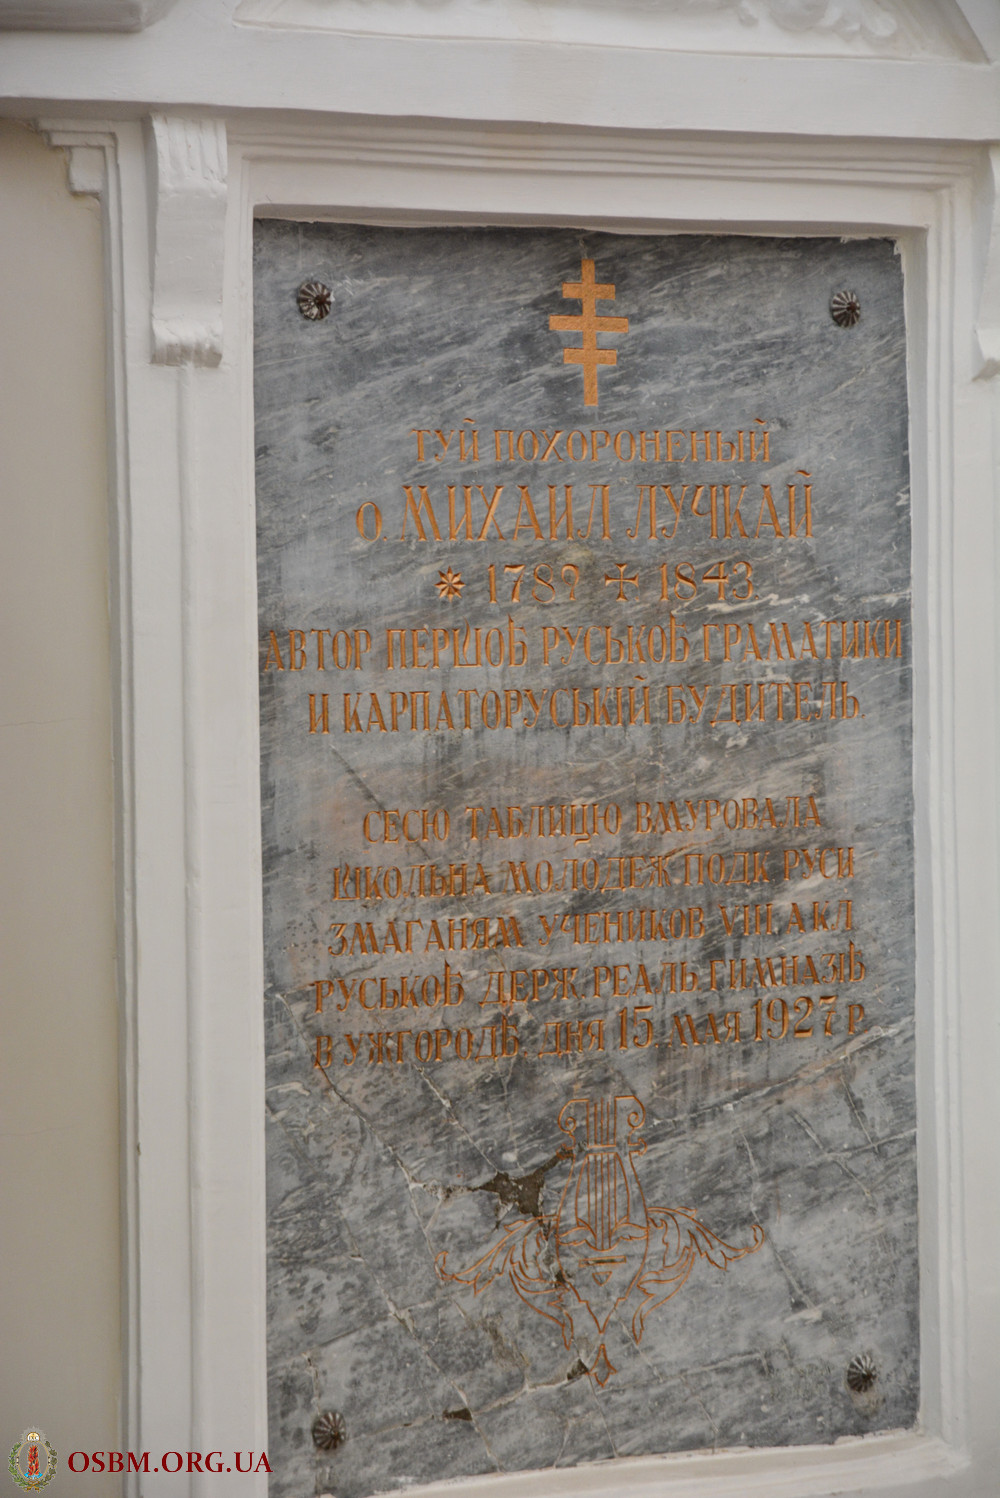 ТУЙ ПОХОРОНЕНЫЙ
О. МИХАИЛ ЛУЧКАЙ
* 1789 ✝ 1843.
АВТОР ПЕРШОѢ РУСЬКОѢ ГРАМАТИКИ
И КАРПАТОРУСЬКІЙ БУДИТЕЛЬ.
СЕСЮ ТАБЛИЦЮ ВМУРОВАЛА
ШКОЛЬНА МОЛОДЕЖ ПОДК. РУСИ
ЗМАГАНЯМ УЧЕНИКОВ VIII. А КЛ
РУСЬКОѢ ДЕРЖ. РЕАЛЬ. ГИМНАЗІѢ
В УЖГОРОДѢ, ДНЯ 15. МАЯ 1927 Р.
OSBM.ORG.UA